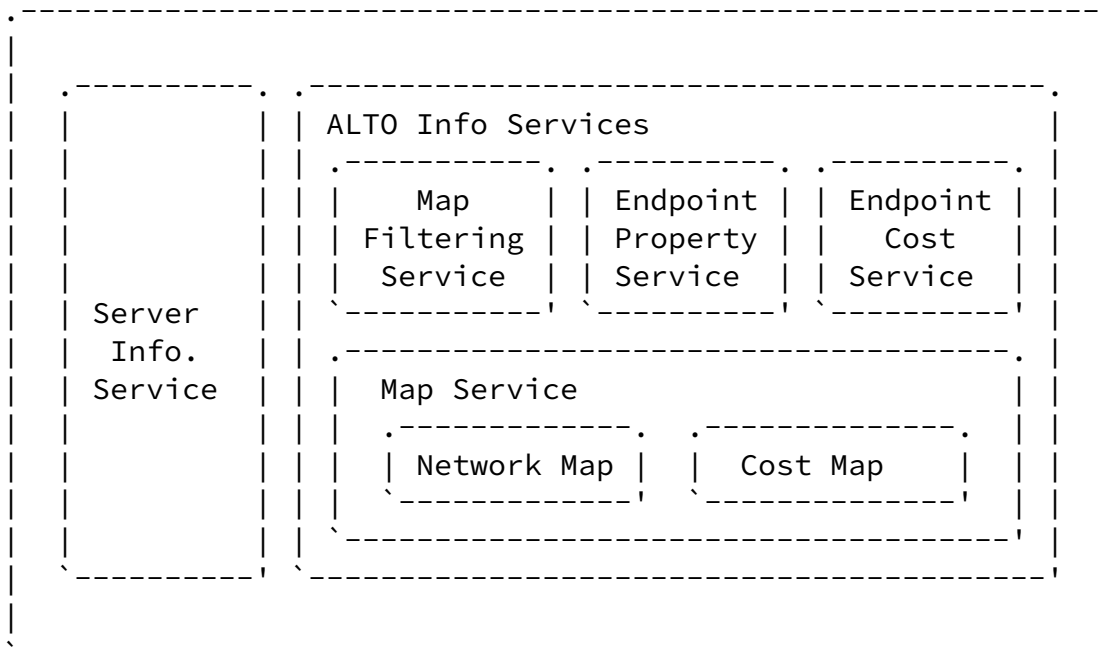 ALTO Info Services
Map
Filtering
Service
Endpoint
Property
Service
Endpoint
Cost
Service
Server
Info.
Service
Map Service
Network Map
Cost Map